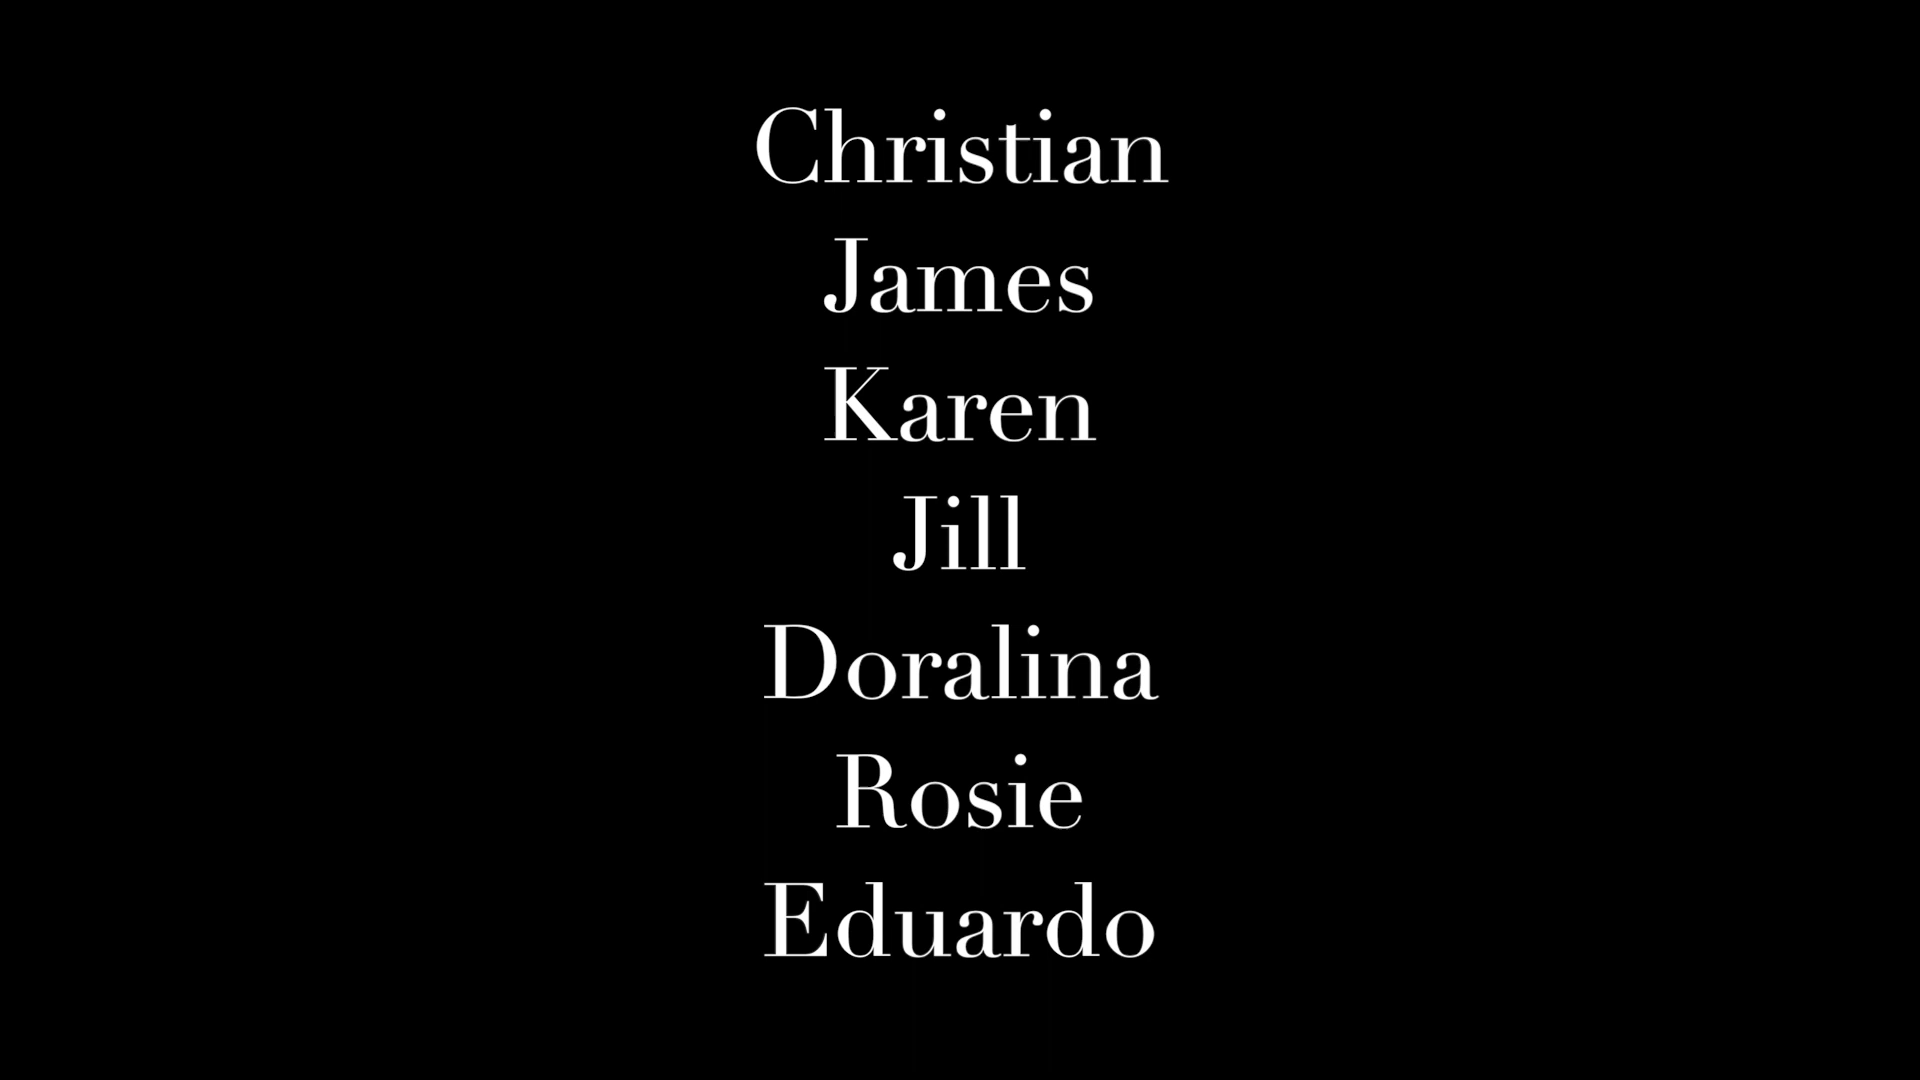 Christian
James
Karen
Jill
Doralina
Rosie
Eduardo